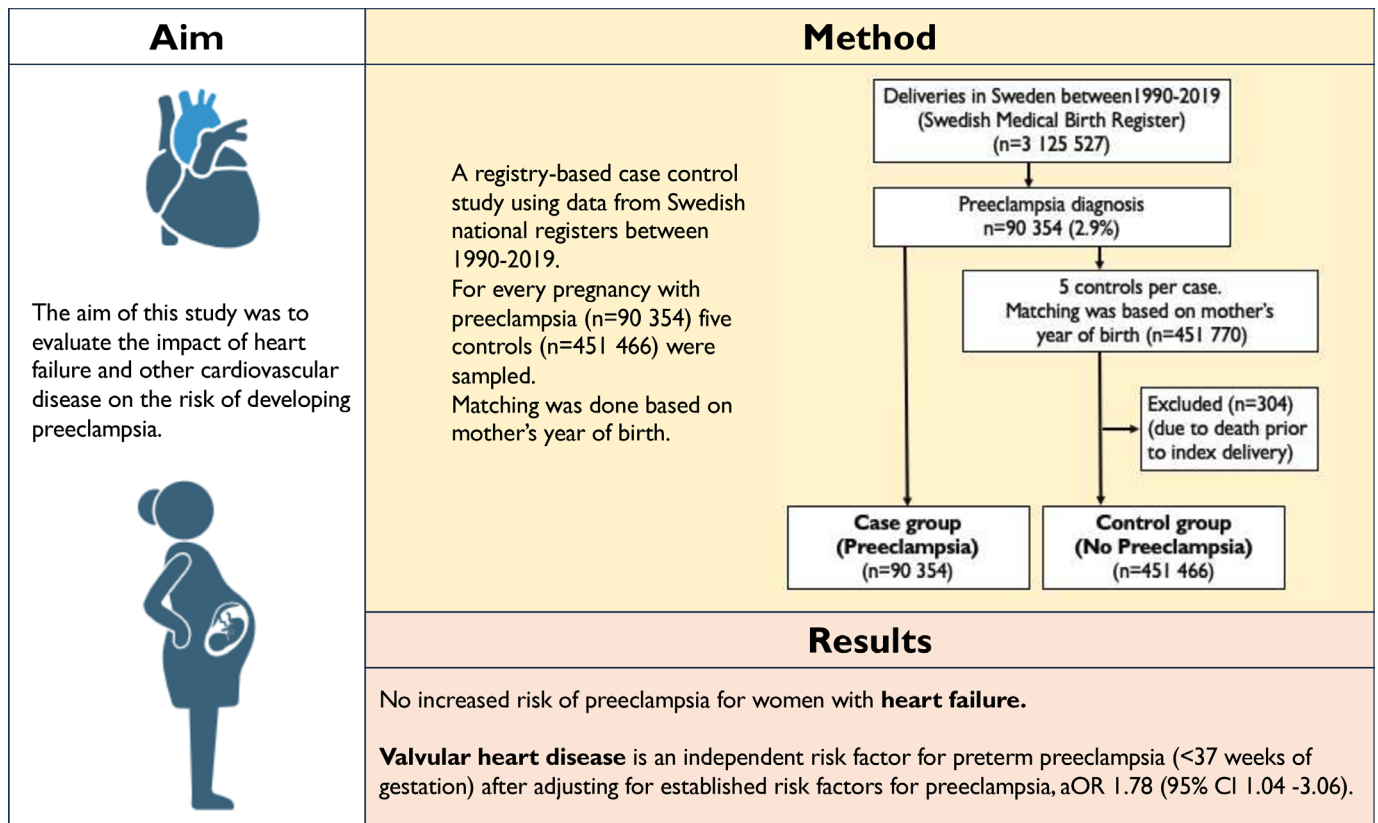 Aim
The aim of this study was to
evaluate the impact of heart
failure and other cardiovascular
disease on the risk of developing
preeclampsia.
Method
A registry-based case control
study using data from Swedish
national registers between
1990-2019.
For every pregnancy with
preeclampsia (n=90 354) five
controls (n=451 466) were
sampled.
Matching was done based on
mother's year of birth.
Deliveries in Sweden between1990-2019
(Swedish Medical Birth Register)
(n=3 125 527)
Preeclampsia diagnosis
n=90 354 (2.9%)
5 controls per case.
Matching was based on mother's
year of birth (n=451 770)
Excluded (n=304)
(due to death prior
to index delivery)
Case group
(Preeclampsia)
(n=90 354)
Control group
(No Preeclampsia)
(n=451 466)
Results
No increased risk of preeclampsia for women with heart failure.
Valvular heart disease is an independent risk factor for preterm preeclampsia (<37 weeks of
gestation) after adjusting for established risk factors for preeclampsia, aOR 1.78 (95% CI 1.04 -3.06).